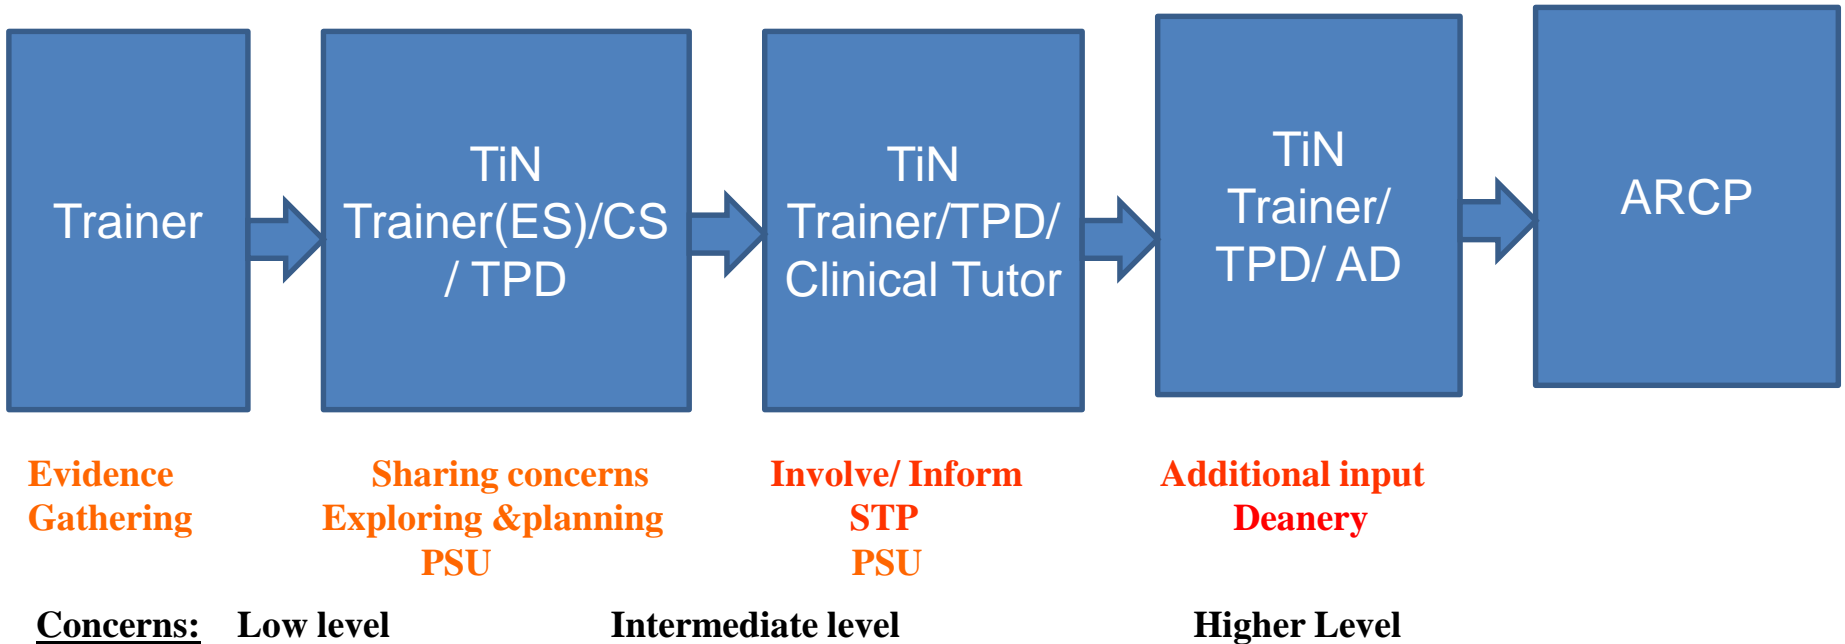 Trainer
TiN
Trainer(ES)/CS
/ TPD
TiN
Trainer/TPD/
Clinical Tutor
TiN
Trainer/
TPD/ AD
ARCP
Evidence
Gathering
Sharing concerns
Exploring &planning
PSU
Involve/ Inform
STP
PSU
Additional input
Deanery
Concerns: Low level Intermediate level Higher Level